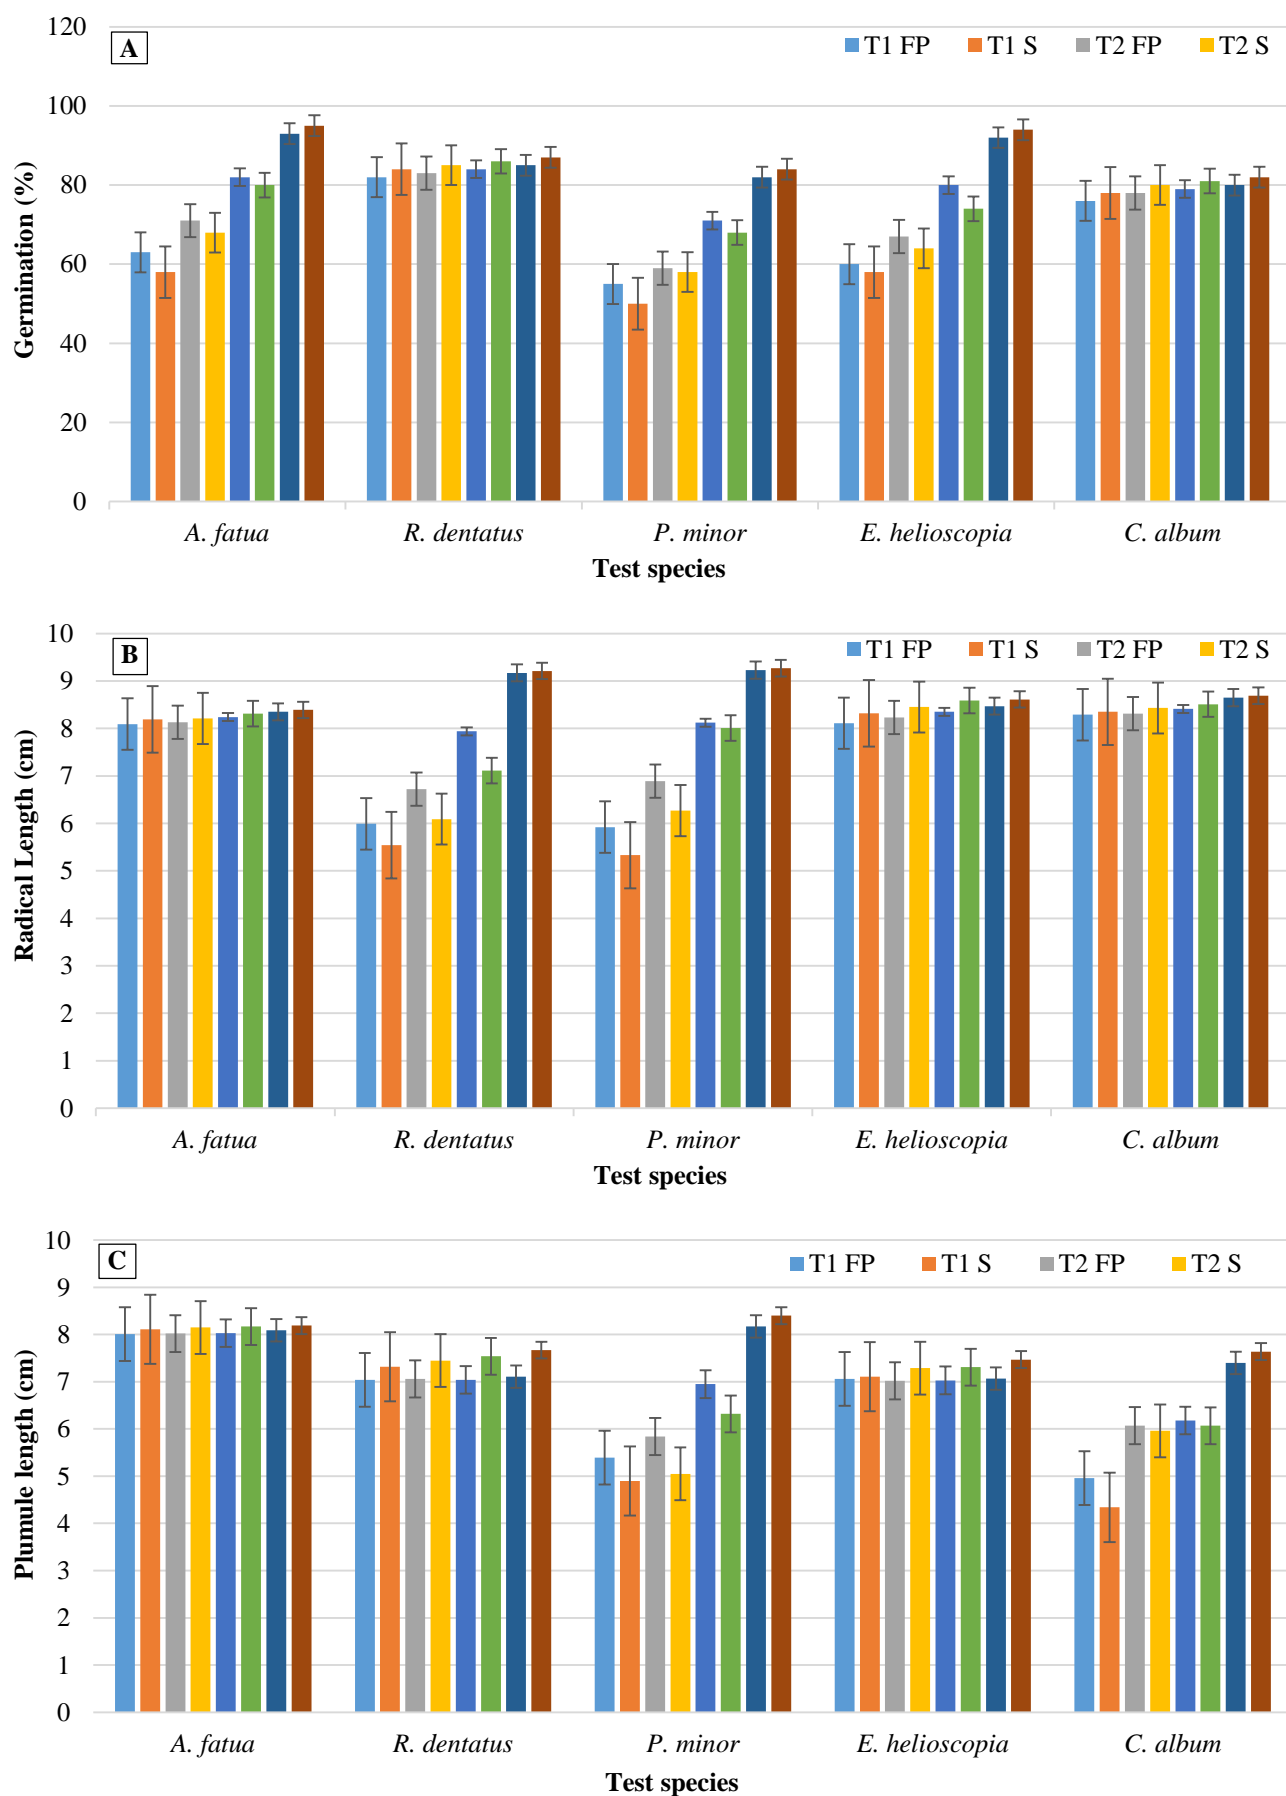 120
A
T1 FP T1 S T2 FP T2 S
100
80
60
40
20
0
Germination (%)
A. fatua R. dentatus P. minor E. helioscopia C. album
Test species
10
B
T1 FP T1 S T2 FP T2 S
9
8
7
6
5
4
3
2
1
0
Radical Length (cm)
A. fatua R. dentatus P. minor E. helioscopia C. album
Test species
10
C
T1 FP T1 S T2 FP T2 S
9
8
7
6
5
4
3
2
1
0
Plumule length (cm)
A. fatua R. dentatus P. minor E. helioscopia C. album
Test species